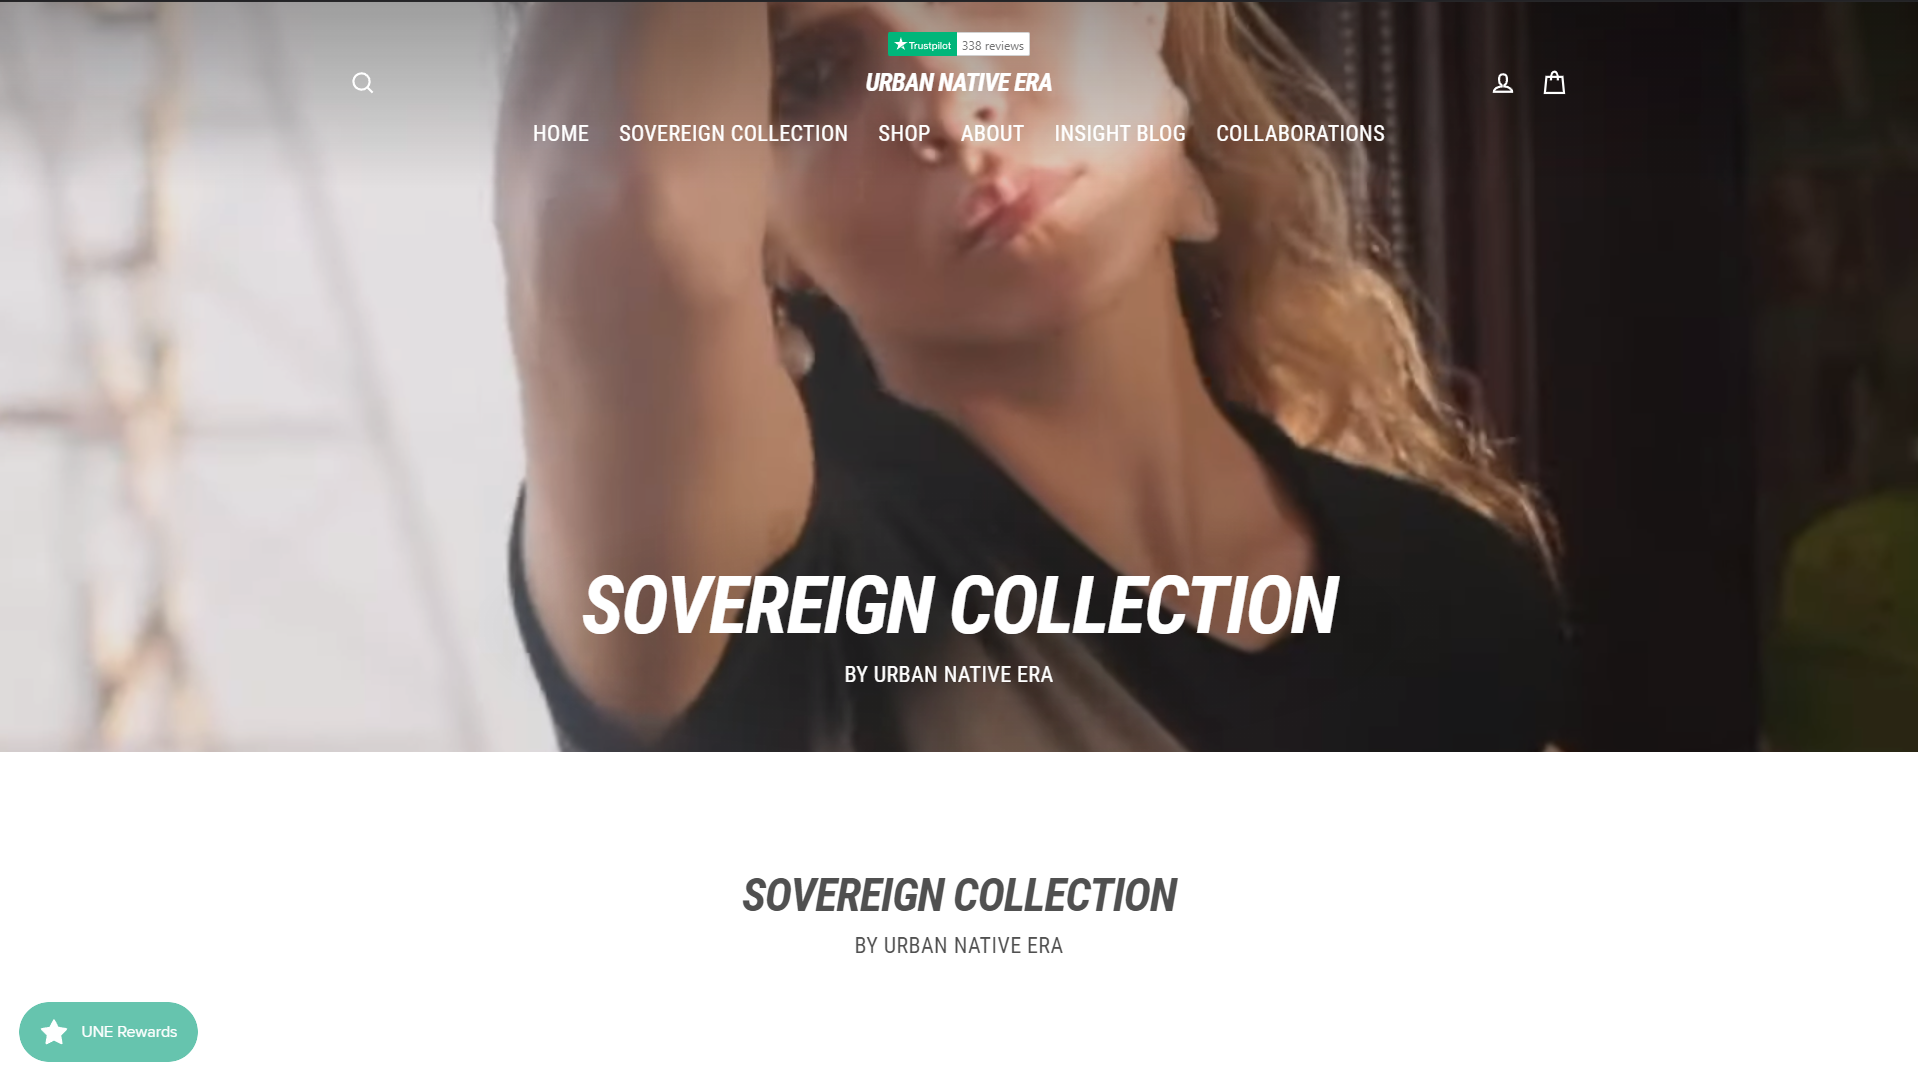 Trustpilot 338 reviews
URBAN NATIVE ERA
HOME SOVEREIGN COLLECTION SHOP ABOUT INSIGHT BLOG COLLABORATIONS
SOVEREIGN COLLECTION
BY URBAN NATIVE ERA
SOVEREIGN COLLECTION
BY URBAN NATIVE ERA
UNE Rewards